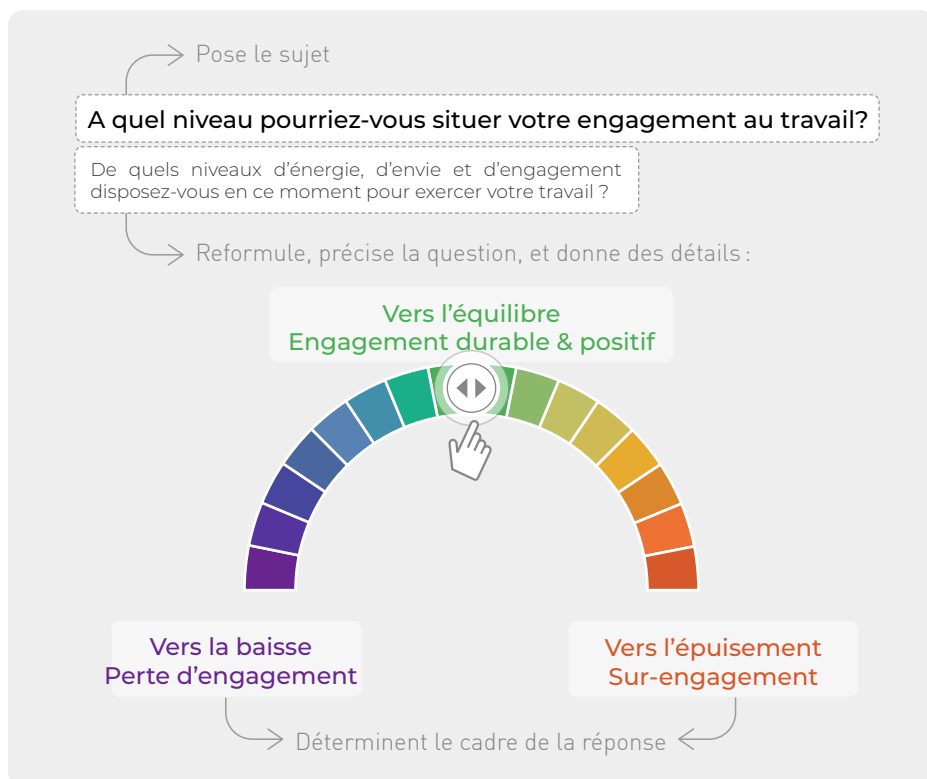 Pose le sujet
A quel niveau pourriez-vous situer votre engagement au travail?
De quels niveaux d'énergie, d'envie et d'engagement
disposez-vous en ce moment pour exercer votre travail ?
Reformule, précise la question, et donne des détails :
Vers l'équilibre
Engagement durable & positif
Vers la baisse
Perte d'engagement
Vers l'épuisement
Sur-engagement
Déterminent le cadre de la réponse